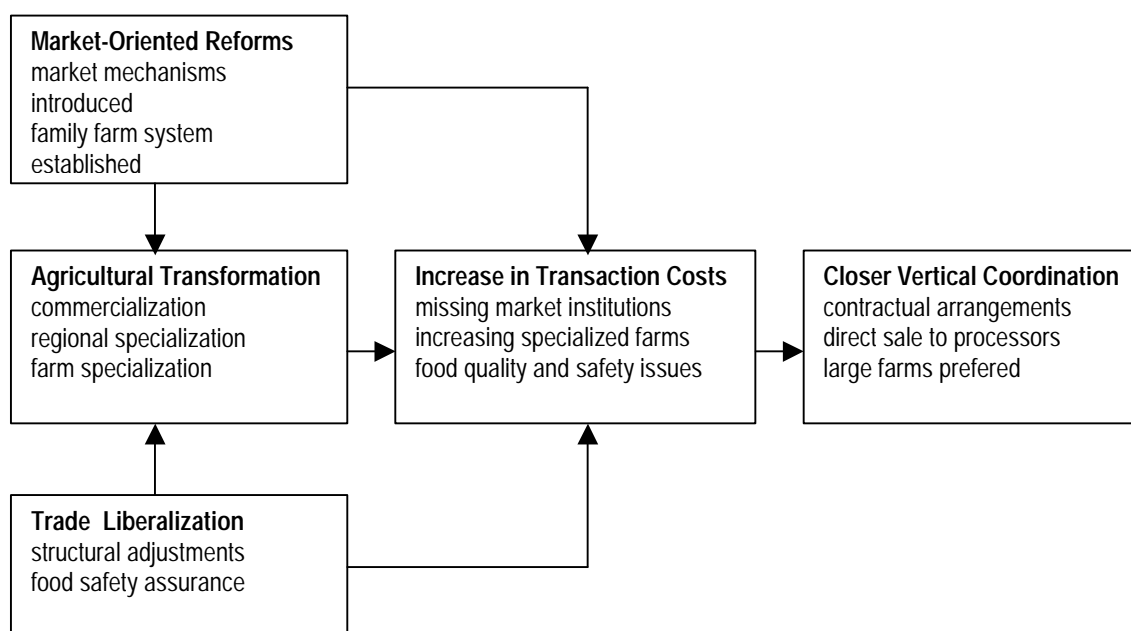 Market-Oriented Reforms
market mechanisms
introduced
family farm system
established
Agricultural Transformation
commercialization
regional specialization
farm specialization
Increase in Transaction Costs
missing market institutions
increasing specialized farms
food quality and safety issues
Closer Vertical Coordination
contractual arrangements
direct sale to processors
large farms prefered
Trade Liberalization
structural adjustments
food safety assurance